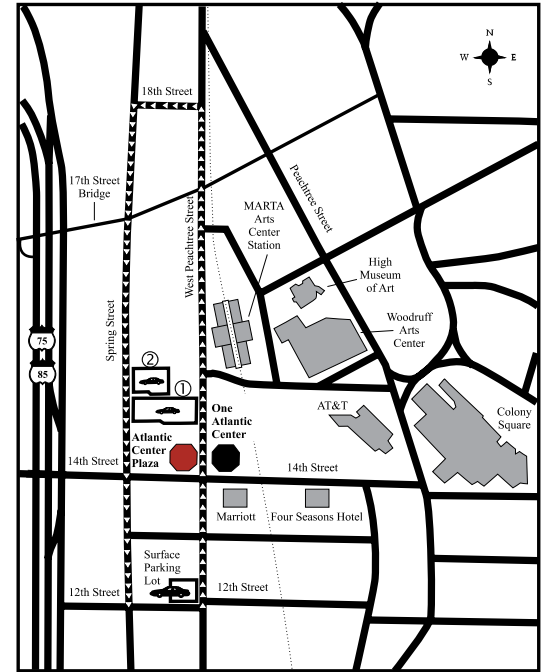 N
W E
S
18th Street
17th Street
Bridge
Peachtree Street
MARTA
Arts
Center
Station
West Peachtree Street
High
Museum
of Art
Woodruff
Arts
Center
Spring Street
75
85
②
①
AT&T
Colony
Square
One
Atlantic
Center
Atlantic
Center
Plaza
14th Street
14th Street
Marriott
Four Seasons Hotel
Surface
Parking
Lot
12th Street
12th Street